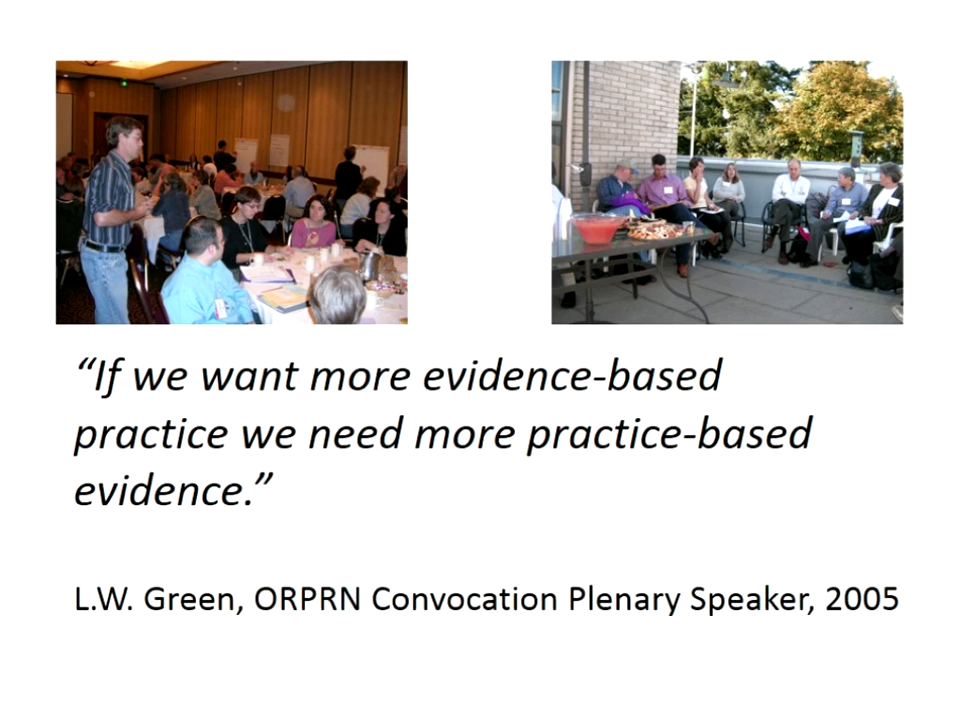 “If we want more evidence-based
practice we need more practice-based
evidence.”
L.W. Green, ORPRN Convocation Plenary Speaker, 2005